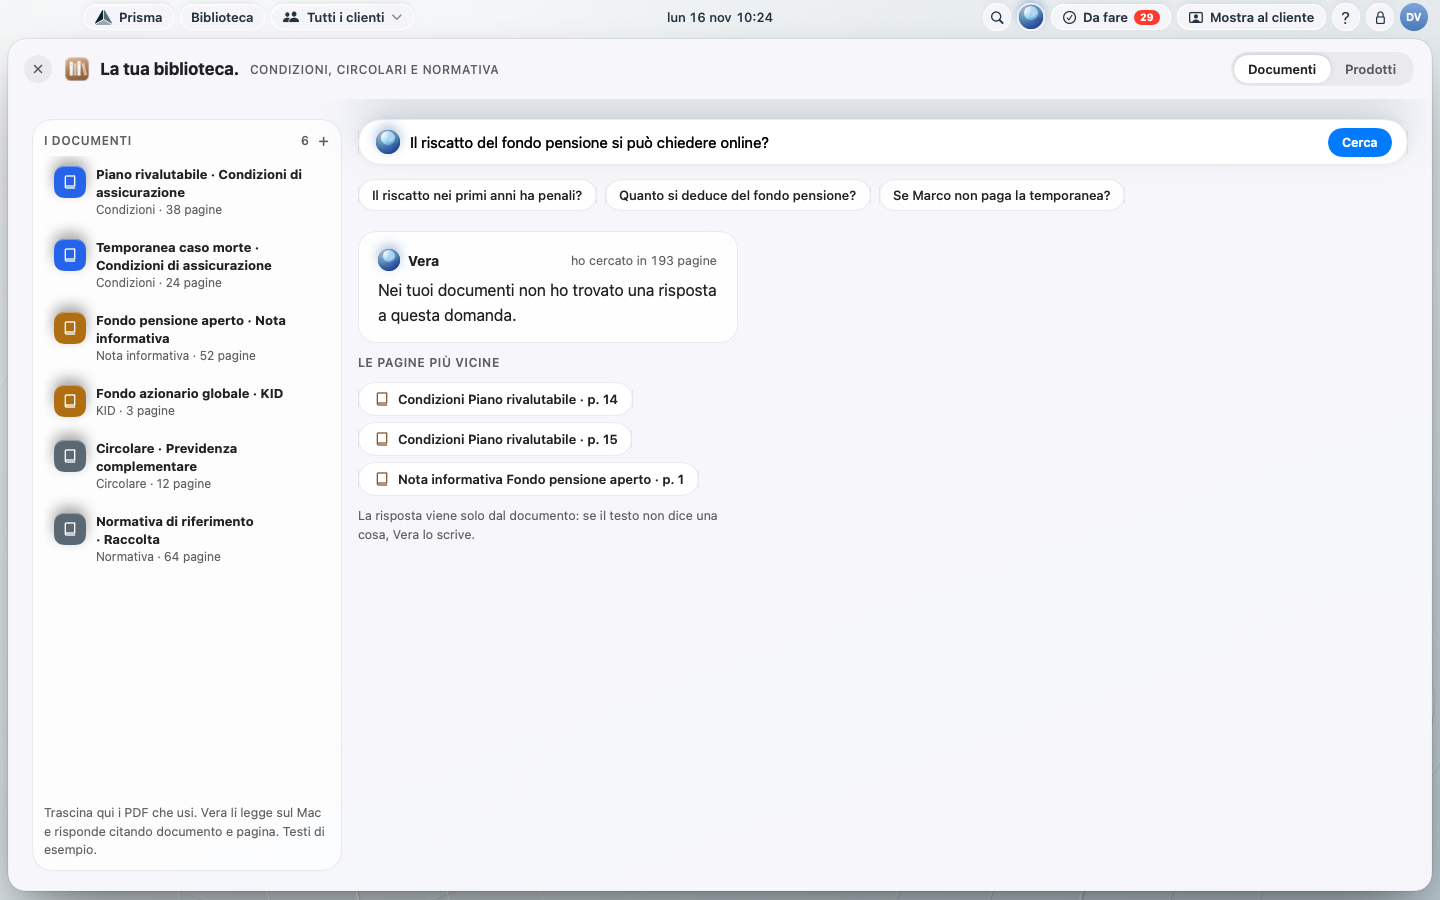 Prisma
Biblioteca
Tutti i clienti
lun 16 nov 10:24
Da fare 29
Mostra al cliente
?
DV
La tua biblioteca.
CONDIZIONI, CIRCOLARI E NORMATIVA
Documenti
Prodotti
I DOCUMENTI
6 +
Piano rivalutabile · Condizioni di
assicurazione
Condizioni · 38 pagine
Temporanea caso morte ·
Condizioni di assicurazione
Condizioni · 24 pagine
Fondo pensione aperto · Nota
informativa
Nota informativa · 52 pagine
Fondo azionario globale · KID
KID · 3 pagine
Circolare · Previdenza
complementare
Circolare · 12 pagine
Normativa di riferimento
· Raccolta
Normativa · 64 pagine
Trascina qui i PDF che usi. Vera li legge sul Mac
e risponde citando documento e pagina. Testi di
esempio.
Il riscatto del fondo pensione si può chiedere online?
Cerca
Il riscatto nei primi anni ha penali?
Quanto si deduce del fondo pensione?
Se Marco non paga la temporanea?
Vera
ho cercato in 193 pagine
Nei tuoi documenti non ho trovato una risposta
a questa domanda.
LE PAGINE PIÙ VICINE
Condizioni Piano rivalutabile · p. 14
Condizioni Piano rivalutabile · p. 15
Nota informativa Fondo pensione aperto · p. 1
La risposta viene solo dal documento: se il testo non dice una
cosa, Vera lo scrive.